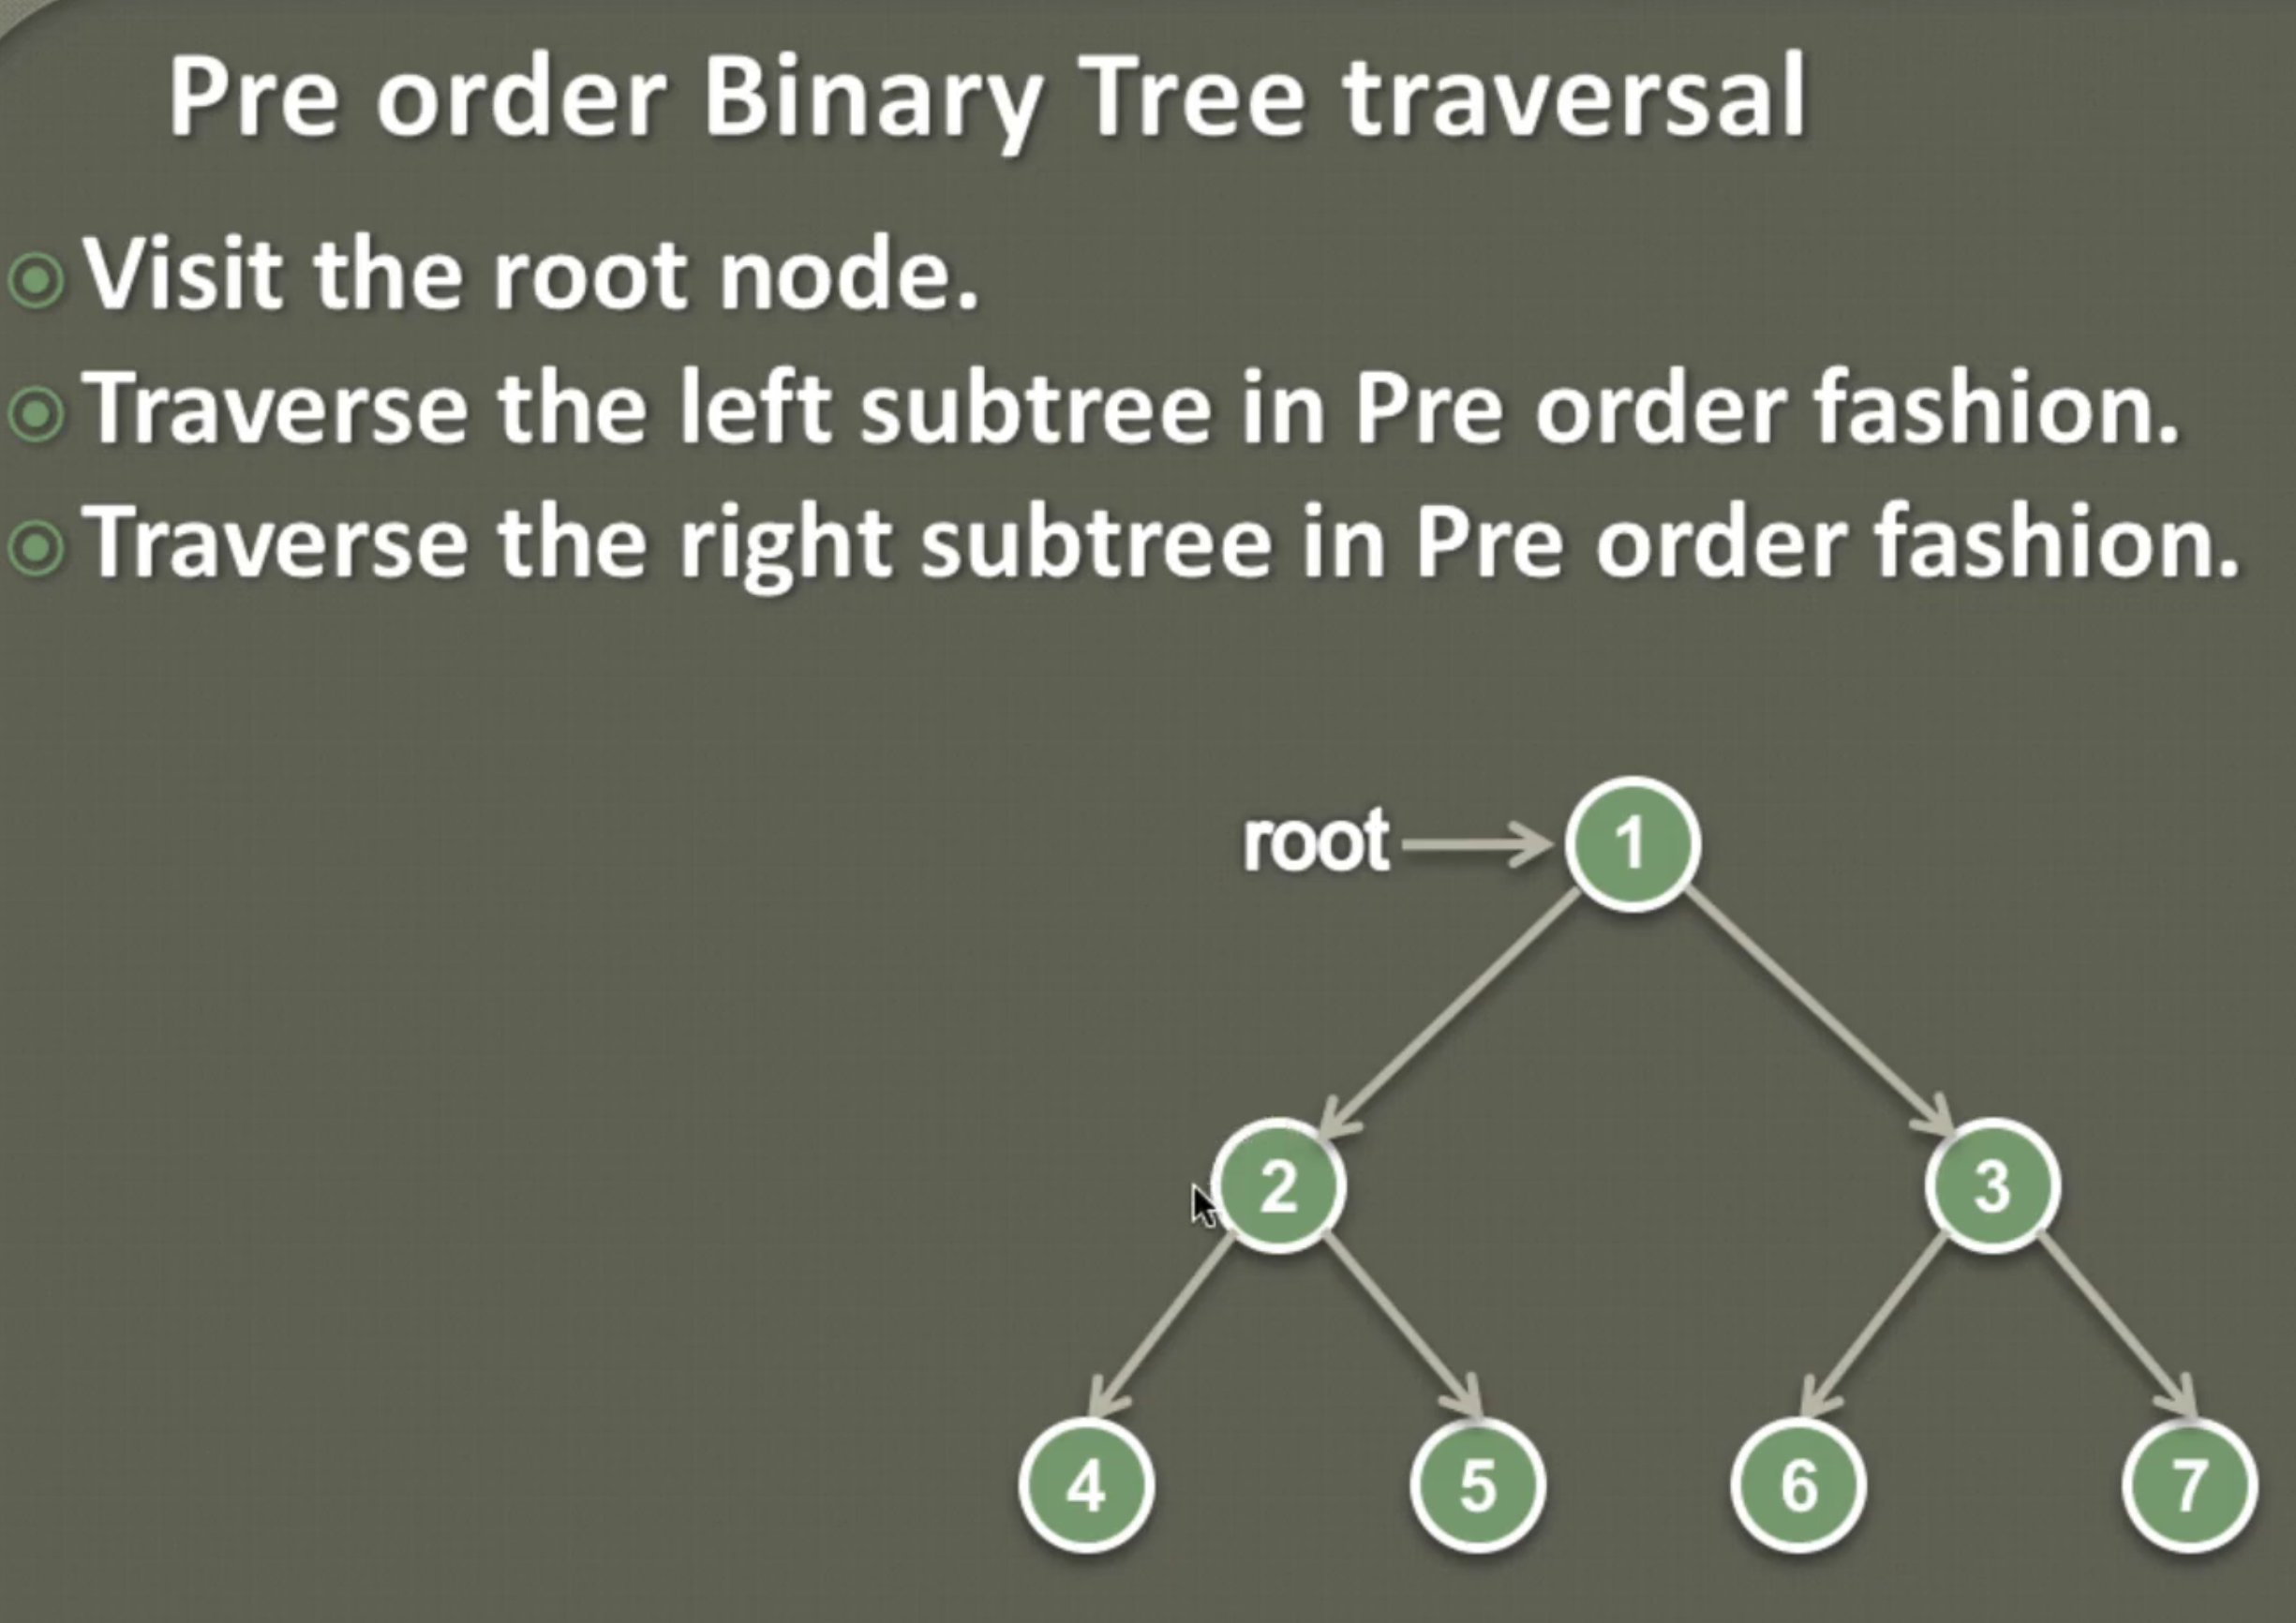 Pre order Binary Tree traversal
Visit the root node.
Traverse the left subtree in Pre order fashion.
Traverse the right subtree in Pre order fashion.
root
1
2
3
4
5
6
7